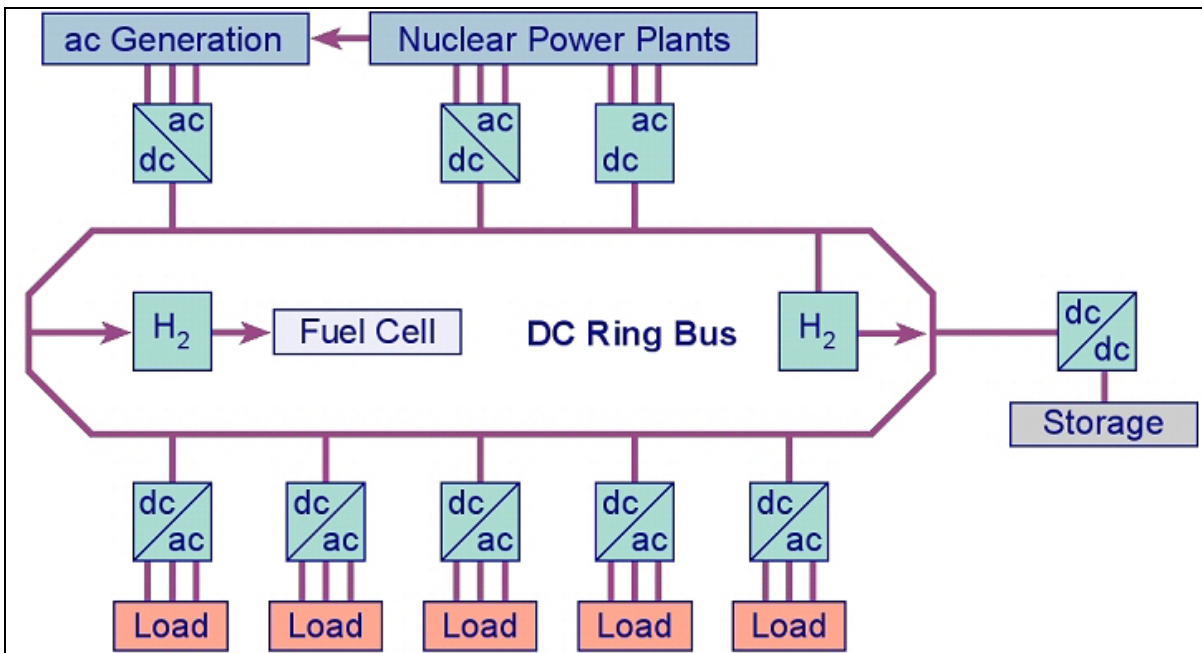 ac Generation
Nuclear Power Plants
ac
dc
ac
dc
ac
dc
H₂
Fuel Cell
DC Ring Bus
H₂
dc
dc
Storage
dc
ac
dc
ac
dc
ac
dc
ac
dc
ac
Load
Load
Load
Load
Load